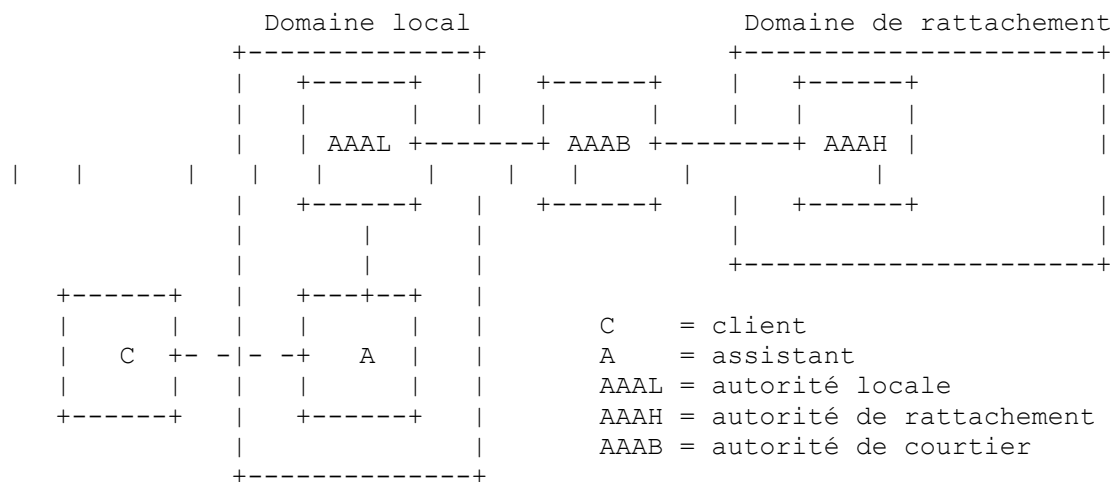 Domaine local Domaine de rattachement
AAAL AAAB AAAH
C = client
C A A = assistant
AAAL = autorité locale
AAAH = autorité de rattachement
AAAB = autorité de courtier